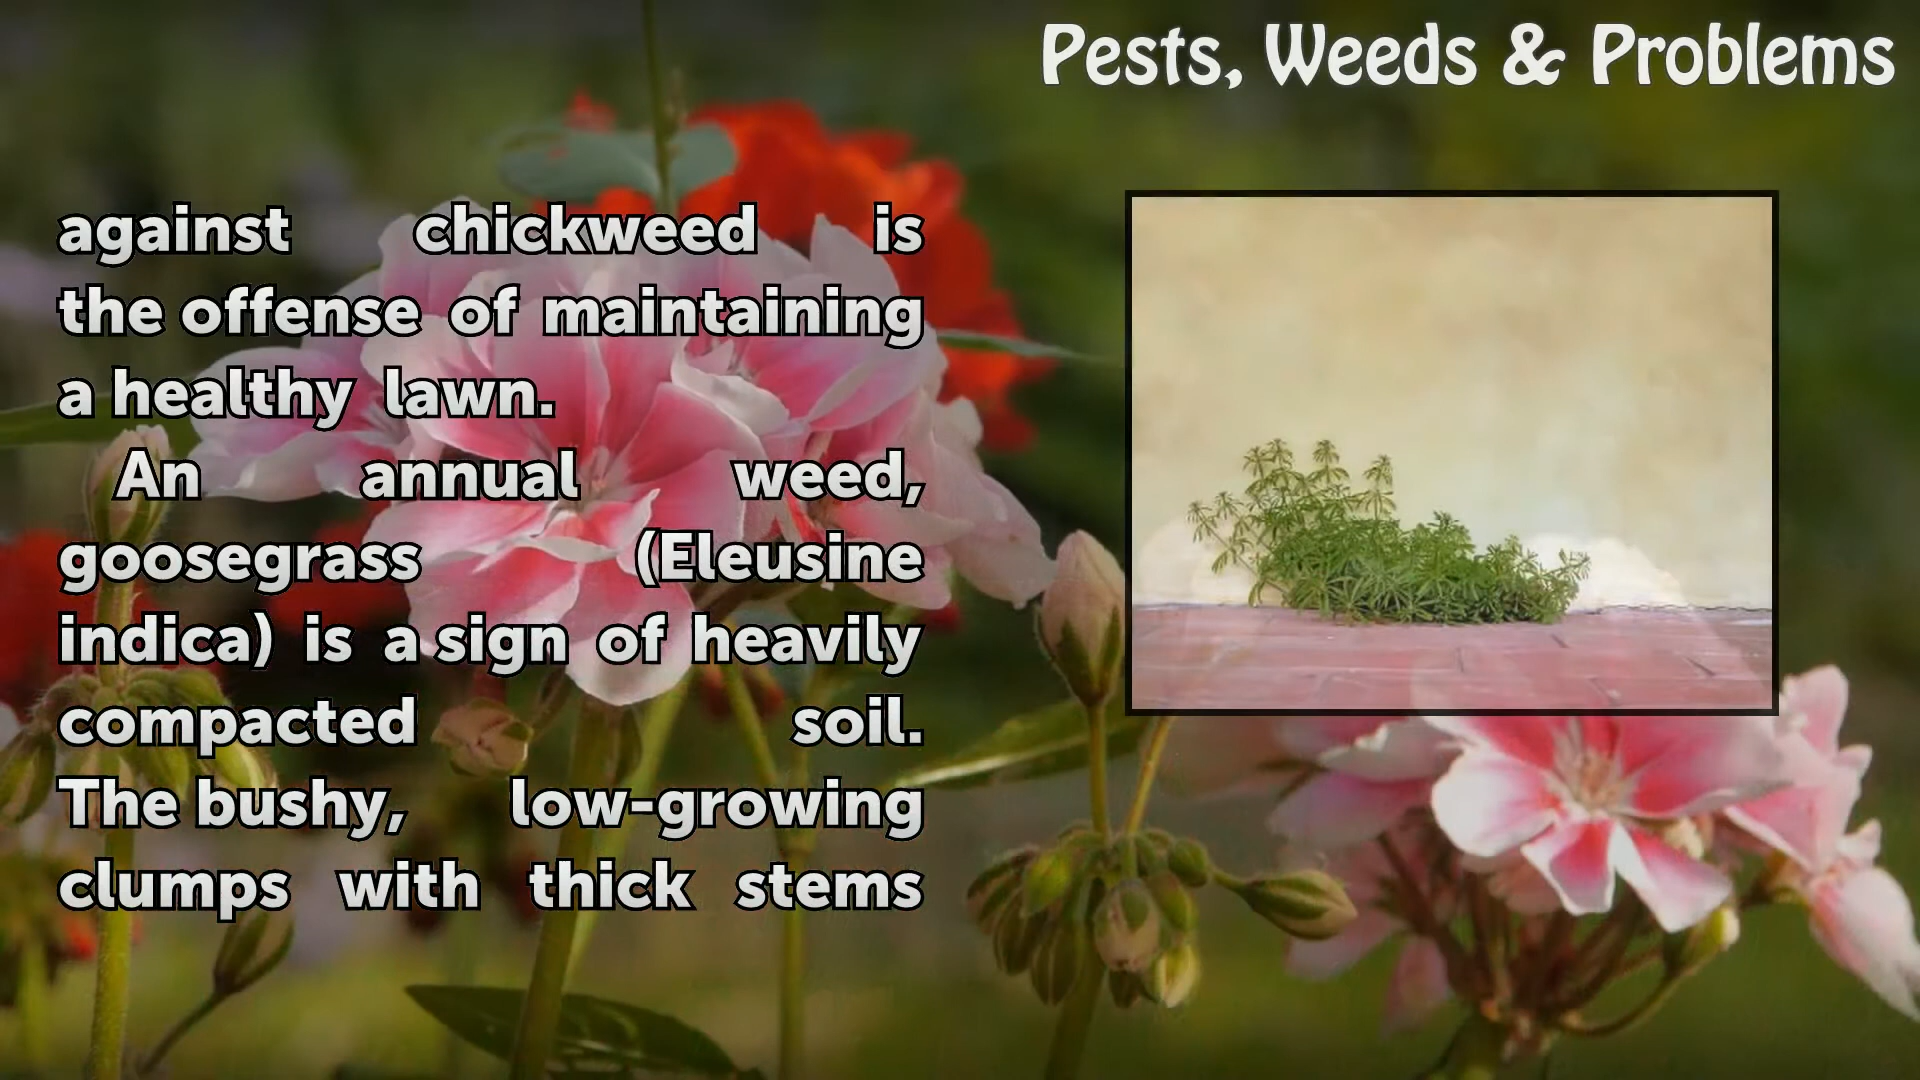 Pests, Weeds & Problems
against chickweed is
the offense of maintaining
a healthy lawn.
An annual weed,
goosegrass (Eleusine
indica) is a sign of heavily
compacted soil.
The bushy, low-growing
clumps with thick stems